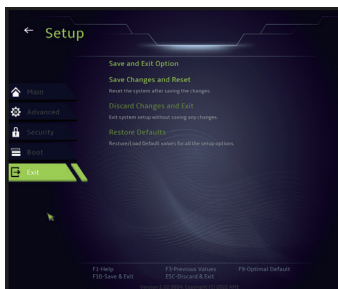 Setup
Save and Exit Option
Save Changes and Reset
Reset the system after saving the changes.
Main
Discard Changes and Exit
Advanced
Exit system setup without saving any changes.
Security
Restore Defaults
Restore/Load Default values for all the setup options.
Boot
Exit
F1-Help F7-Previous Values F9-Optimal Default
F10-Save & Exit ESC-Discard & Exit